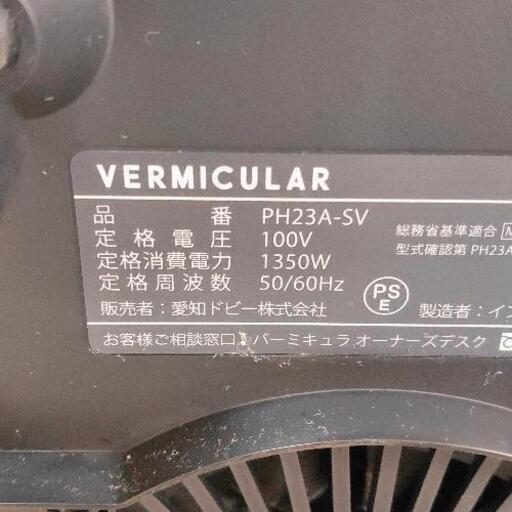 VERMICULAR
品番 PH23A-SV
定格電圧 100V
定格消費電力 1350W
定格周波数 50/60Hz
総務省基準適合 M
型式確認第 PH23A
販売者：愛知ドビー株式会社
PS
E
製造者：イン
お客様ご相談窓口 バーミキュラ オーナーズデスク